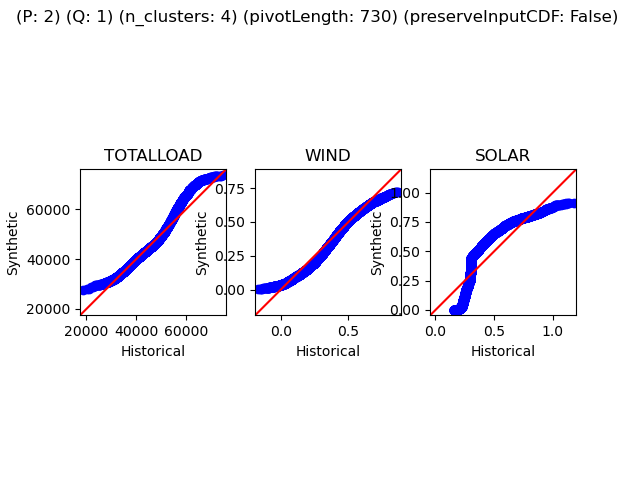 (P: 2) (Q: 1) (n_clusters: 4) (pivotLength: 730) (preserveInputCDF: False)
TOTALLOAD WIND SOLAR
Synthetic
60000
40000
20000
20000 40000 60000
Historical
Synthetic
0.75
0.50
0.25
0.00
0.0 0.5
Historical
Synthetic
1.00
0.75
0.50
0.25
0.00
0.0 0.5 1.0
Historical